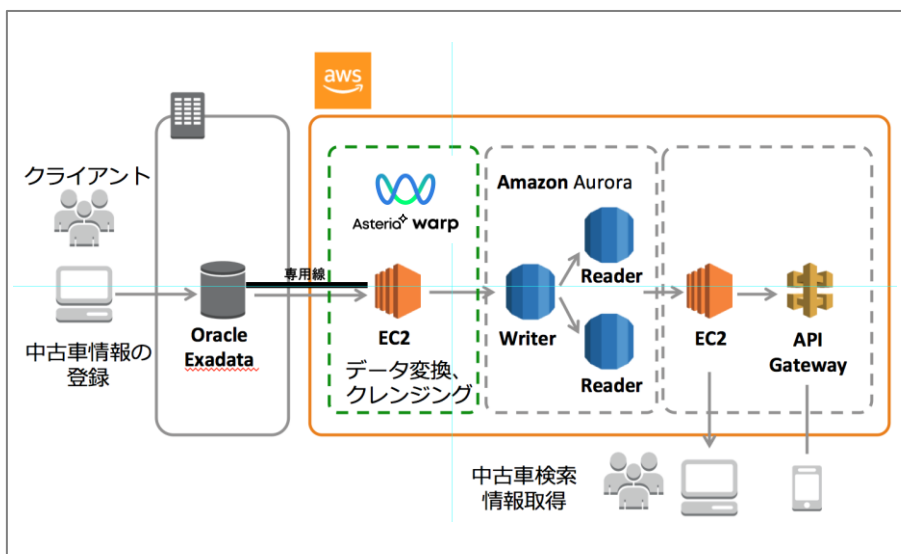 aws
クライアント
中古車情報の
登録
Oracle
Exadata
専用線
Asteria warp
EC2
データ変換、
クレンジング
Amazon Aurora
Writer
Reader
Reader
EC2
API
Gateway
中古車検索
情報取得